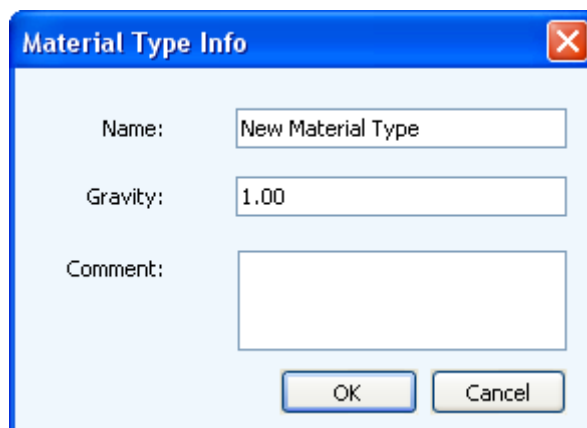 Material Type Info
Name: New Material Type
Gravity: 1.00
Comment:
OK Cancel